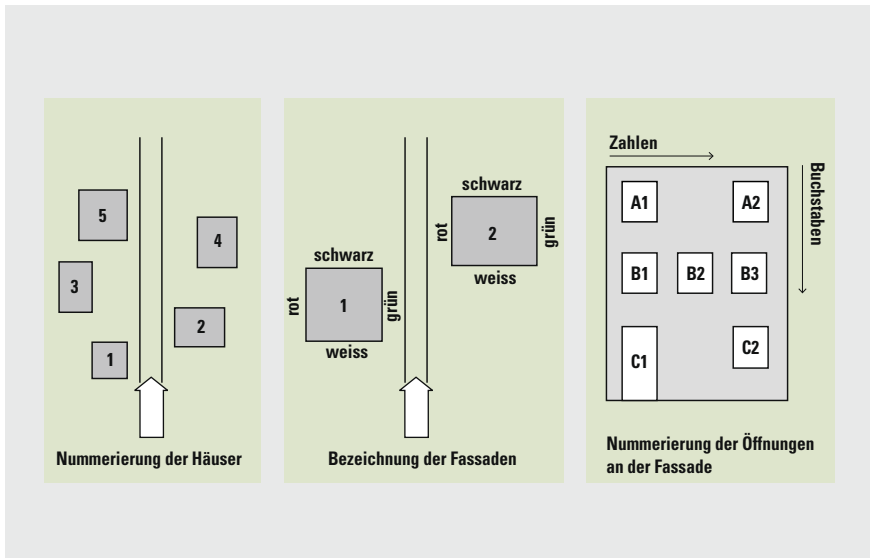 5
4
3
2
1
Nummerierung der Häuser
schwarz
rot
2
grün
weiss
schwarz
rot
1
grün
weiss
Bezeichnung der Fassaden
Zahlen
Buchstaben
A1 A2
B1 B2 B3
C1 C2
Nummerierung der Öffnungen
an der Fassade